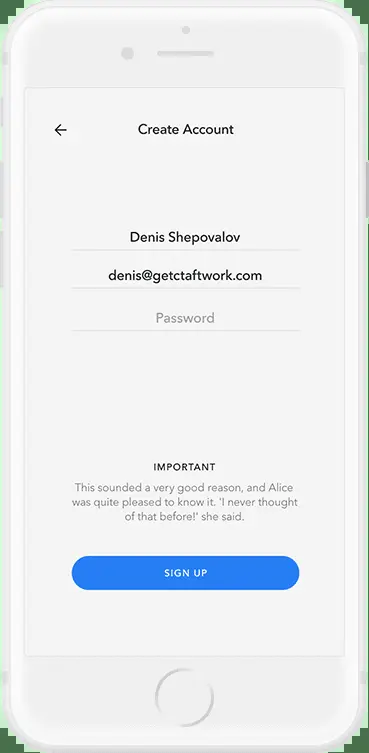 Create Account
Denis Shepovalov
denis@getctaftwork.com
Password
IMPORTANT
This sounded a very good reason, and Alice
was quite pleased to know it. 'I never thought
of that before!' she said.
SIGN UP